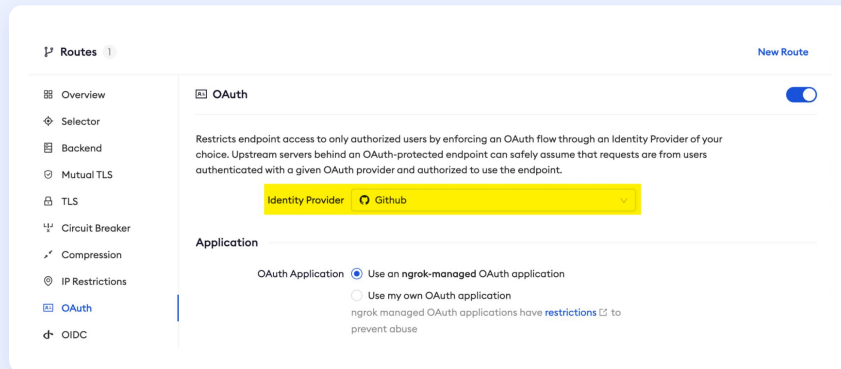 Routes 1
New Route
Overview
Selector
Backend
Mutual TLS
TLS
Circuit Breaker
Compression
IP Restrictions
OAuth
OIDC
OAuth
Restricts endpoint access to only authorized users by enforcing an OAuth flow through an Identity Provider of your
choice. Upstream servers behind an OAuth-protected endpoint can safely assume that requests are from users
authenticated with a given OAuth provider and authorized to use the endpoint.
Identity Provider Github
Application
OAuth Application Use an ngrok-managed OAuth application
Use my own OAuth application
ngrok managed OAuth applications have restrictions to
prevent abuse